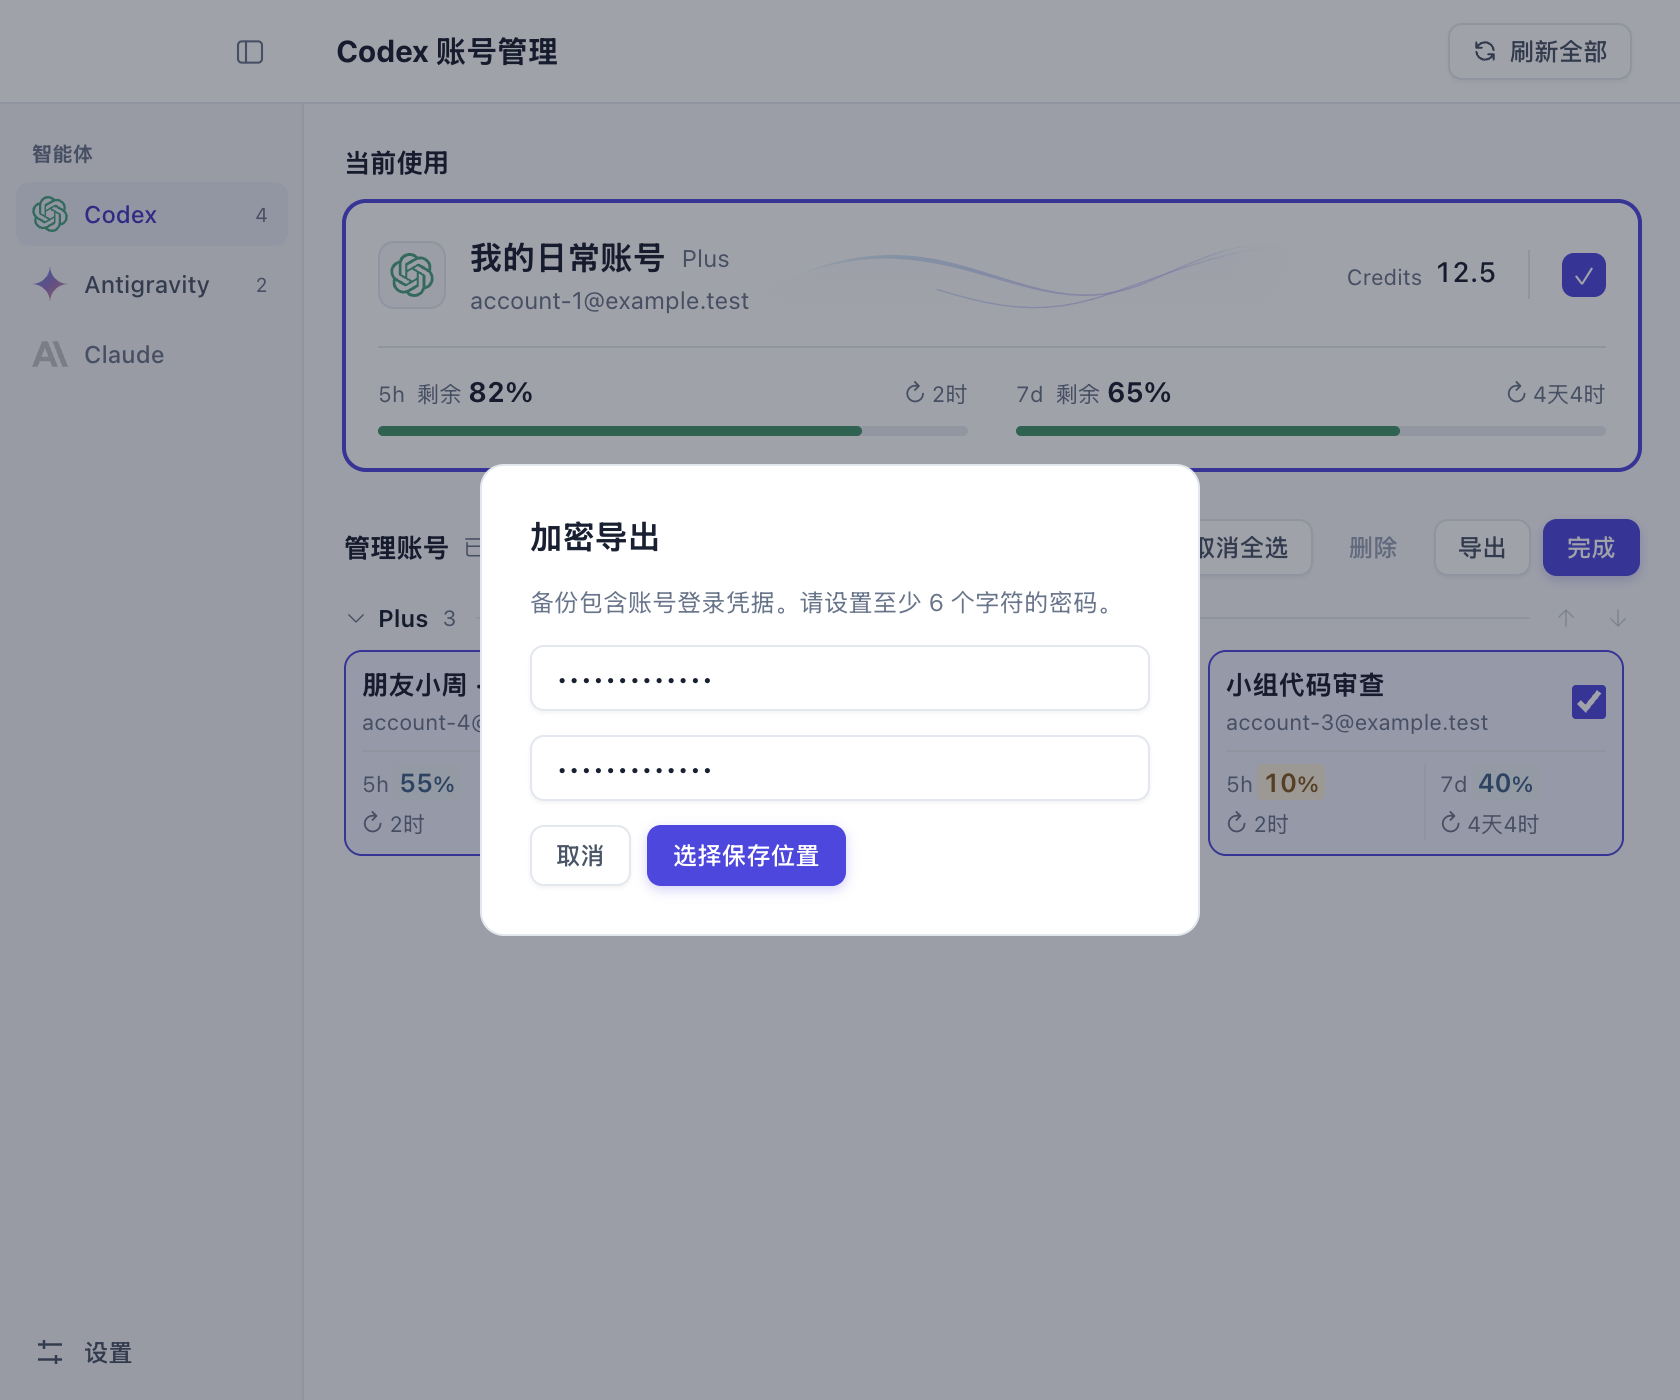 Codex 账号管理
刷新全部
智能体
Codex 4
Antigravity 2
Claude
设置
当前使用
我的日常账号 Plus
account-1@example.test
Credits 12.5
5h 剩余 82% 2时
7d 剩余 65% 4天4时
管理账号
取消全选 删除 导出 完成
Plus 3
朋友小周
account-4@
5h 55%
2时
小组代码审查
account-3@example.test
5h 10% 7d 40%
2时 4天4时
加密导出
备份包含账号登录凭据。请设置至少 6 个字符的密码。
•••••••••••••
•••••••••••••
取消 选择保存位置